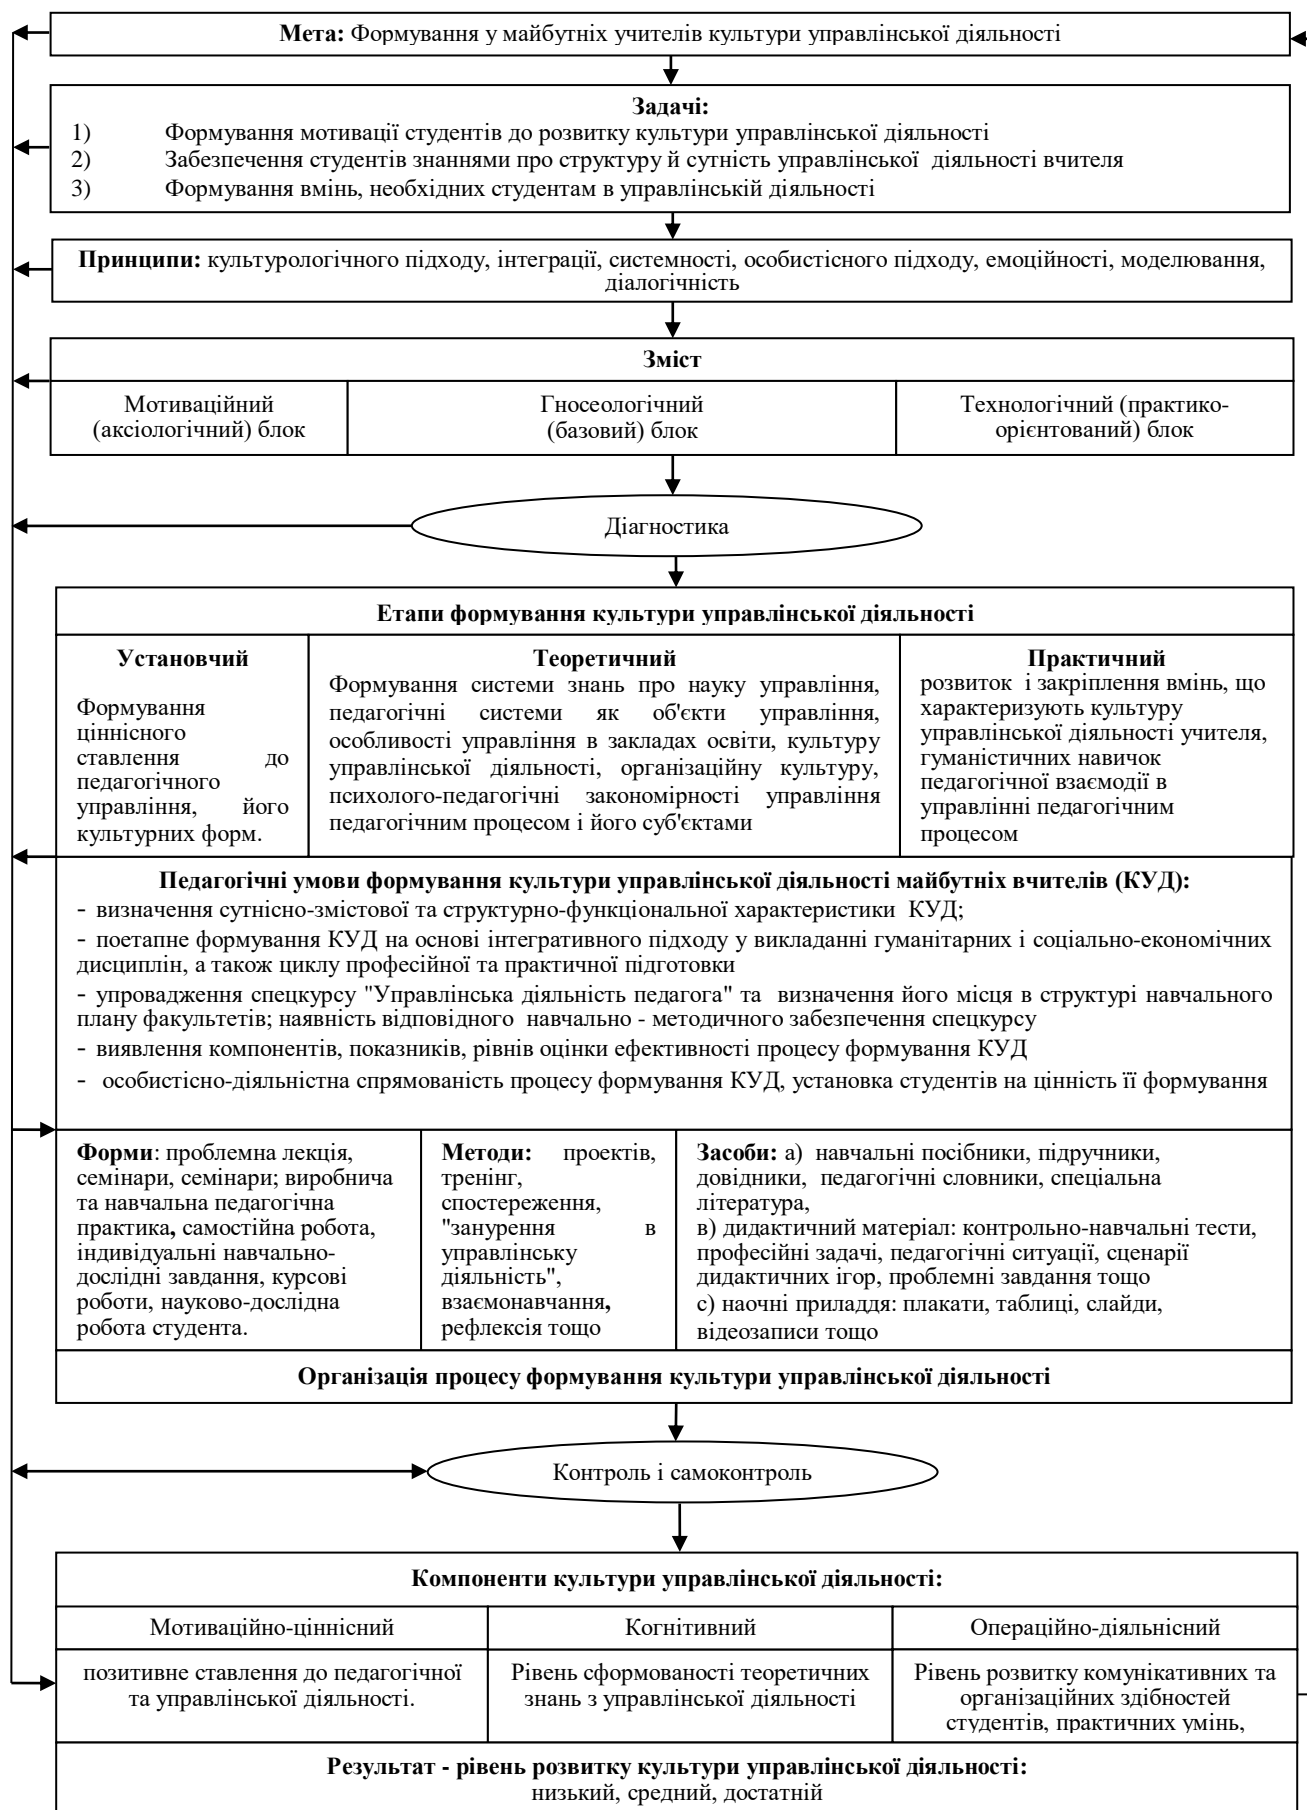 Мета: Формування у майбутніх учителів культури управлінської діяльності
Задачі:
1) Формування мотивації студентів до розвитку культури управлінської діяльності
2) Забезпечення студентів знаннями про структуру й сутність управлінської діяльності вчителя
3) Формування вмінь, необхідних студентам в управлінській діяльності
Принципи: культурологічного підходу, інтеграції, системності, особистісного підходу, емоційності, моделювання,
діалогічність
Зміст
Мотиваційний
(аксіологічний) блок
Гносеологічний
(базовий) блок
Технологічний (практико-
орієнтований) блок
Діагностика
Етапи формування культури управлінської діяльності
Установчий
Формування
ціннісного
ставлення до
педагогічного
управління, його
культурних форм.
Теоретичний
Формування системи знань про науку управління,
педагогічні системи як об'єкти управління,
особливості управління в закладах освіти, культуру
управлінської діяльності, організаційну культуру,
психолого-педагогічні закономірності управління
педагогічним процесом і його суб'єктами
Практичний
розвиток і закріплення вмінь, що
характеризують культуру
управлінської діяльності учителя,
гуманістичних навичок
педагогічної взаємодії в
управлінні педагогічним
процесом
Педагогічні умови формування культури управлінської діяльності майбутніх вчителів (КУД):
- визначення сутнісно-змістової та структурно-функціональної характеристики КУД;
- поетапне формування КУД на основі інтегративного підходу у викладанні гуманітарних і соціально-економічних
дисциплін, а також циклу професійної та практичної підготовки
- упровадження спецкурсу "Управлінська діяльність педагога" та визначення його місця в структурі навчального
плану факультетів; наявність відповідного навчально - методичного забезпечення спецкурсу
- виявлення компонентів, показників, рівнів оцінки ефективності процесу формування КУД
- особистісно-діяльністна спрямованість процесу формування КУД, установка студентів на цінність її формування
Форми: проблемна лекція,
семінари, семінари; виробнича
та навчальна педагогічна
практика, самостійна робота,
індивідуальні навчально-
дослідні завдання, курсові
роботи, науково-дослідна
робота студента.
Методи: проектів,
тренінг,
спостереження,
"занурення в
управлінську
діяльність",
взаємонавчання,
рефлексія тощо
Засоби: а) навчальні посібники, підручники,
довідники, педагогічні словники, спеціальна
література,
в) дидактичний матеріал: контрольно-навчальні тести,
професійні задачі, педагогічні ситуації, сценарії
дидактичних ігор, проблемні завдання тощо
с) наочні приладдя: плакати, таблиці, слайди,
відеозаписи тощо
Організація процесу формування культури управлінської діяльності
Контроль і самоконтроль
Компоненти культури управлінської діяльності:
Мотиваційно-ціннісний
Когнітивний
Операційно-діяльнісний
позитивне ставлення до педагогічної
та управлінської діяльності.
Рівень сформованості теоретичних
знань з управлінської діяльності
Рівень розвитку комунікативних та
організаційних здібностей
студентів, практичних умінь,
Результат - рівень розвитку культури управлінської діяльності:
низький, средний, достатній